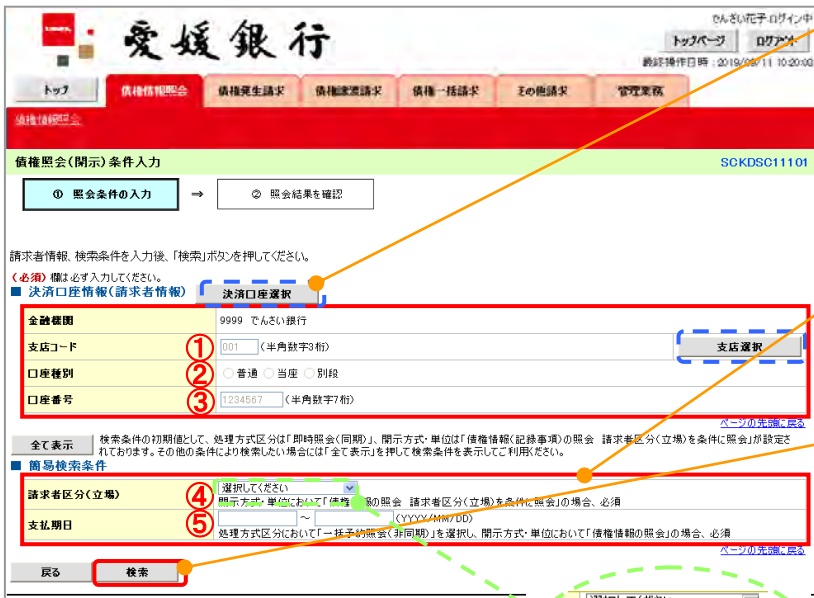 でんさい花子 ログイン中
愛媛銀行
トップページ ログアウト
最終操作日時:2019/09/11 10:20:00
トップ 債権情報照会 債権発生請求 債権譲渡請求 債権一括請求 その他請求 管理業務
債権情報照会
債権照会(開示)条件入力 SCKDSC11101
① 照会条件の入力 ⇒ ② 照会結果を確認
請求者情報、検索条件を入力後、「検索」ボタンを押してください。
(必須)欄は必ず入力してください。
■ 決済口座情報(請求者情報) 決済口座選択
金融機関 9999 でんさい銀行
支店コード ① 001 (半角数字3桁) 支店選択
口座種別 ② 普通 当座 別段
口座番号 ③ 1234567 (半角数字7桁)
ページの先頭に戻る
全て表示 検索条件の初期値として、処理方式区分は「即時照会(同期)」、開示方式・単位は「債権情報(記録事項)の照会 請求者区分(立場)を条件に照会」が設定さ
れております。その他の条件により検索したい場合には「全て表示」を押して検索条件を表示してご利用ください。
■ 簡易検索条件
請求者区分(立場) ④ 選択してください
開示方式・単位において「債権情報の照会 請求者区分(立場)を条件に照会」の場合、必須
支払期日 ⑤ ~ (YYYY/MM/DD)
処理方式区分において「一括予約照会(非同期)」を選択し、開示方式・単位において「債権情報の照会」の場合、必須
ページの先頭に戻る
戻る 検索